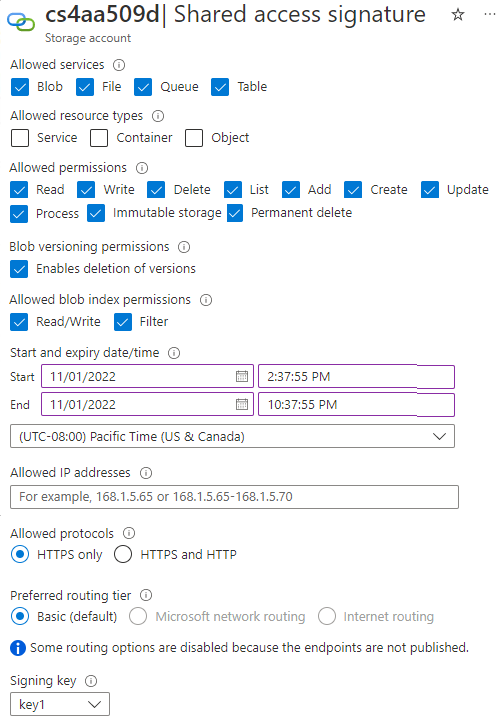 cs4aa509d| Shared access signature
Storage account
Allowed services
Blob File Queue Table
Allowed resource types
Service Container Object
Allowed permissions
Read Write Delete List Add Create Update
Process Immutable storage Permanent delete
Blob versioning permissions
Enables deletion of versions
Allowed blob index permissions
Read/Write Filter
Start and expiry date/time
Start 11/01/2022 2:37:55 PM
End 11/01/2022 10:37:55 PM
(UTC-08:00) Pacific Time (US & Canada)
Allowed IP addresses
For example, 168.1.5.65 or 168.1.5.65-168.1.5.70
Allowed protocols
HTTPS only HTTPS and HTTP
Preferred routing tier
Basic (default) Microsoft network routing Internet routing
Some routing options are disabled because the endpoints are not published.
Signing key
key1